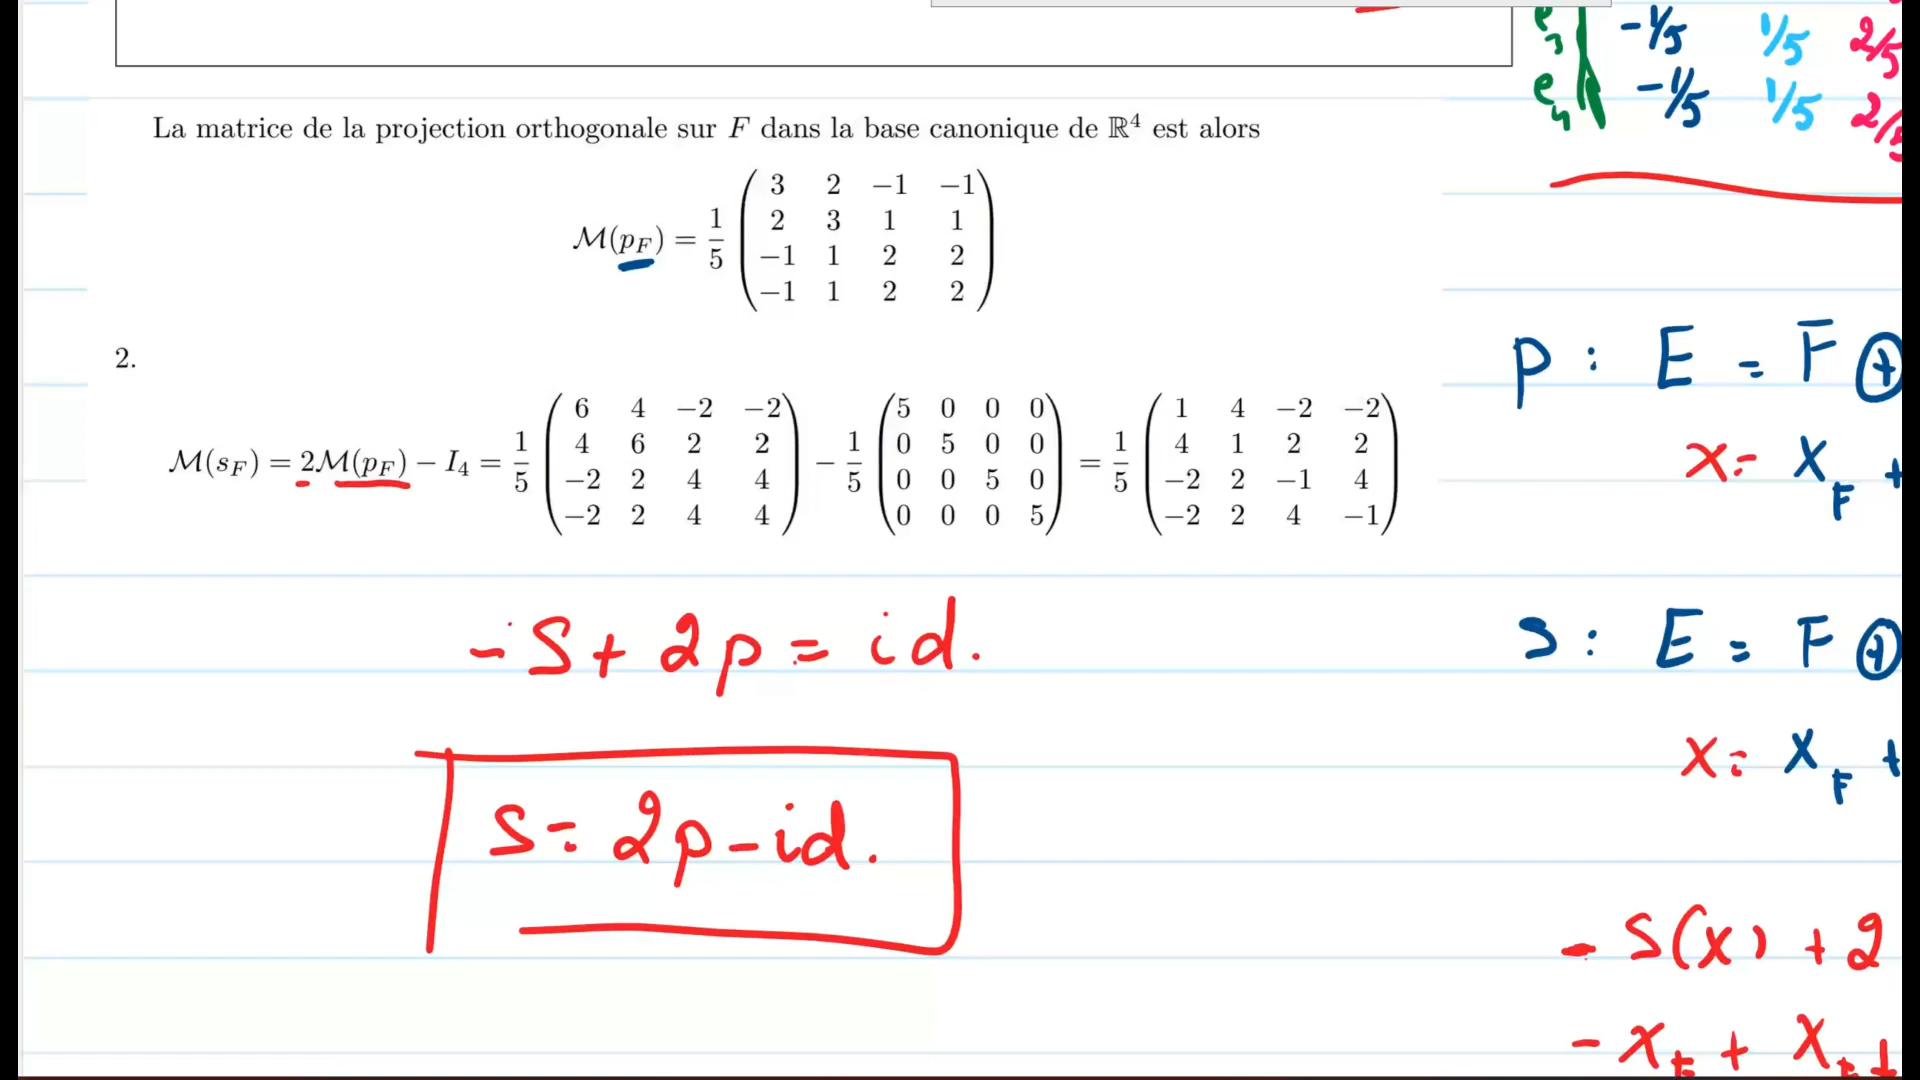 La matrice de la projection orthogonale sur F dans la base canonique de ℝ⁴ est alors
M(p_F) = 1/5 (3 2 −1 −1; 2 3 1 1; −1 1 2 2; −1 1 2 2)
2.
M(s_F) = 2M(p_F) − I₄ = 1/5 (6 4 −2 −2; 4 6 2 2; −2 2 4 4; −2 2 4 4) − 1/5 (5 0 0 0; 0 5 0 0; 0 0 5 0; 0 0 0 5) = 1/5 (1 4 −2 −2; 4 1 2 2; −2 2 −1 4; −2 2 4 −1)
-s + 2p = id.
s = 2p - id.
e₃ -1/5 1/5 2/5
e₄ -1/5 1/5 2/5
p : E = F ⊕
x = x_F +
s : E = F ⊕
x = x_F +
- s(x) + 2
- x_F + x_F +